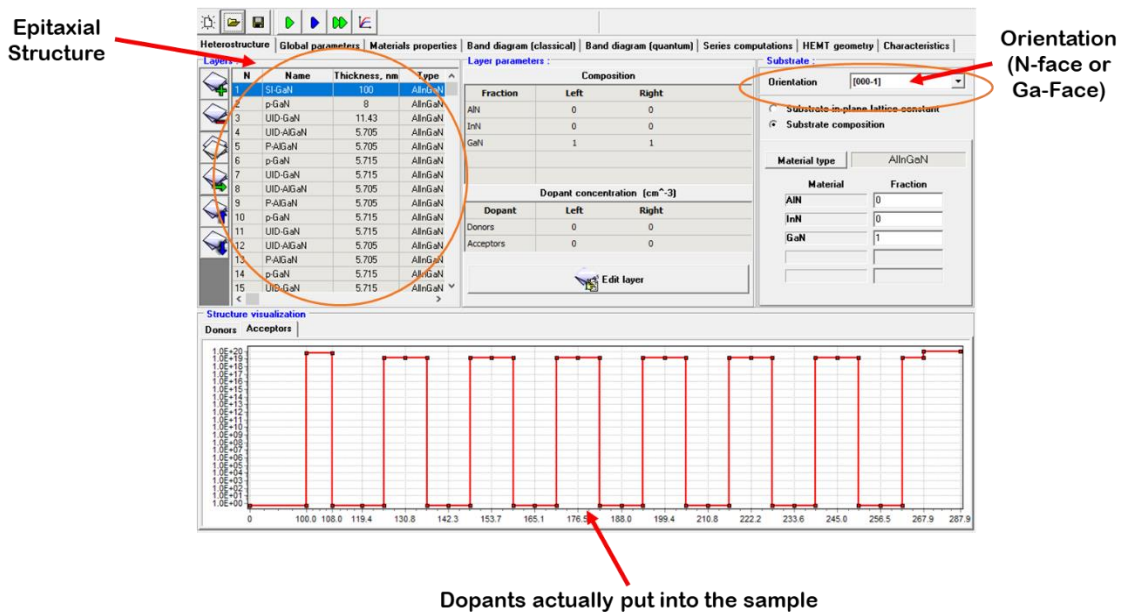 Epitaxial
Structure
Orientation
(N-face or
Ga-Face)
Heterostructure Global parameters Materials properties Band diagram (classical) Band diagram (quantum) Series computations HEMT geometry Characteristics
Layers :
N Name Thickness, nm Type
1 SI-GaN 100 AlInGaN
2 p-GaN 8 AlInGaN
3 UID-GaN 11.43 AlInGaN
4 UID-AlGaN 5.705 AlInGaN
5 P-AlGaN 5.705 AlInGaN
6 p-GaN 5.715 AlInGaN
7 UID-GaN 5.715 AlInGaN
8 UID-AlGaN 5.705 AlInGaN
9 P-AlGaN 5.705 AlInGaN
10 p-GaN 5.715 AlInGaN
11 UID-GaN 5.715 AlInGaN
12 UID-AlGaN 5.705 AlInGaN
13 P-AlGaN 5.705 AlInGaN
14 p-GaN 5.715 AlInGaN
15 UID-GaN 5.715 AlInGaN
Layer parameters :
Composition
Fraction Left Right
AlN 0 0
InN 0 0
GaN 1 1
Dopant concentration (cm^-3)
Dopant Left Right
Donors 0 0
Acceptors 0 0
Edit layer
Substrate :
Orientation [000-1]
Substrate in-plane lattice constant
Substrate composition
Material type AlInGaN
Material Fraction
AlN 0
InN 0
GaN 1
Structure visualization
Donors Acceptors
1.0E+20
1.0E+19
1.0E+18
1.0E+17
1.0E+16
1.0E+15
1.0E+14
1.0E+13
1.0E+12
1.0E+11
1.0E+10
1.0E+09
1.0E+08
1.0E+07
1.0E+06
1.0E+05
1.0E+04
1.0E+03
1.0E+02
1.0E+01
1.0E+00
0 100.0 108.0 119.4 130.8 142.3 153.7 165.1 176.5 188.0 199.4 210.8 222.2 233.6 245.0 256.5 267.9 287.9
Dopants actually put into the sample